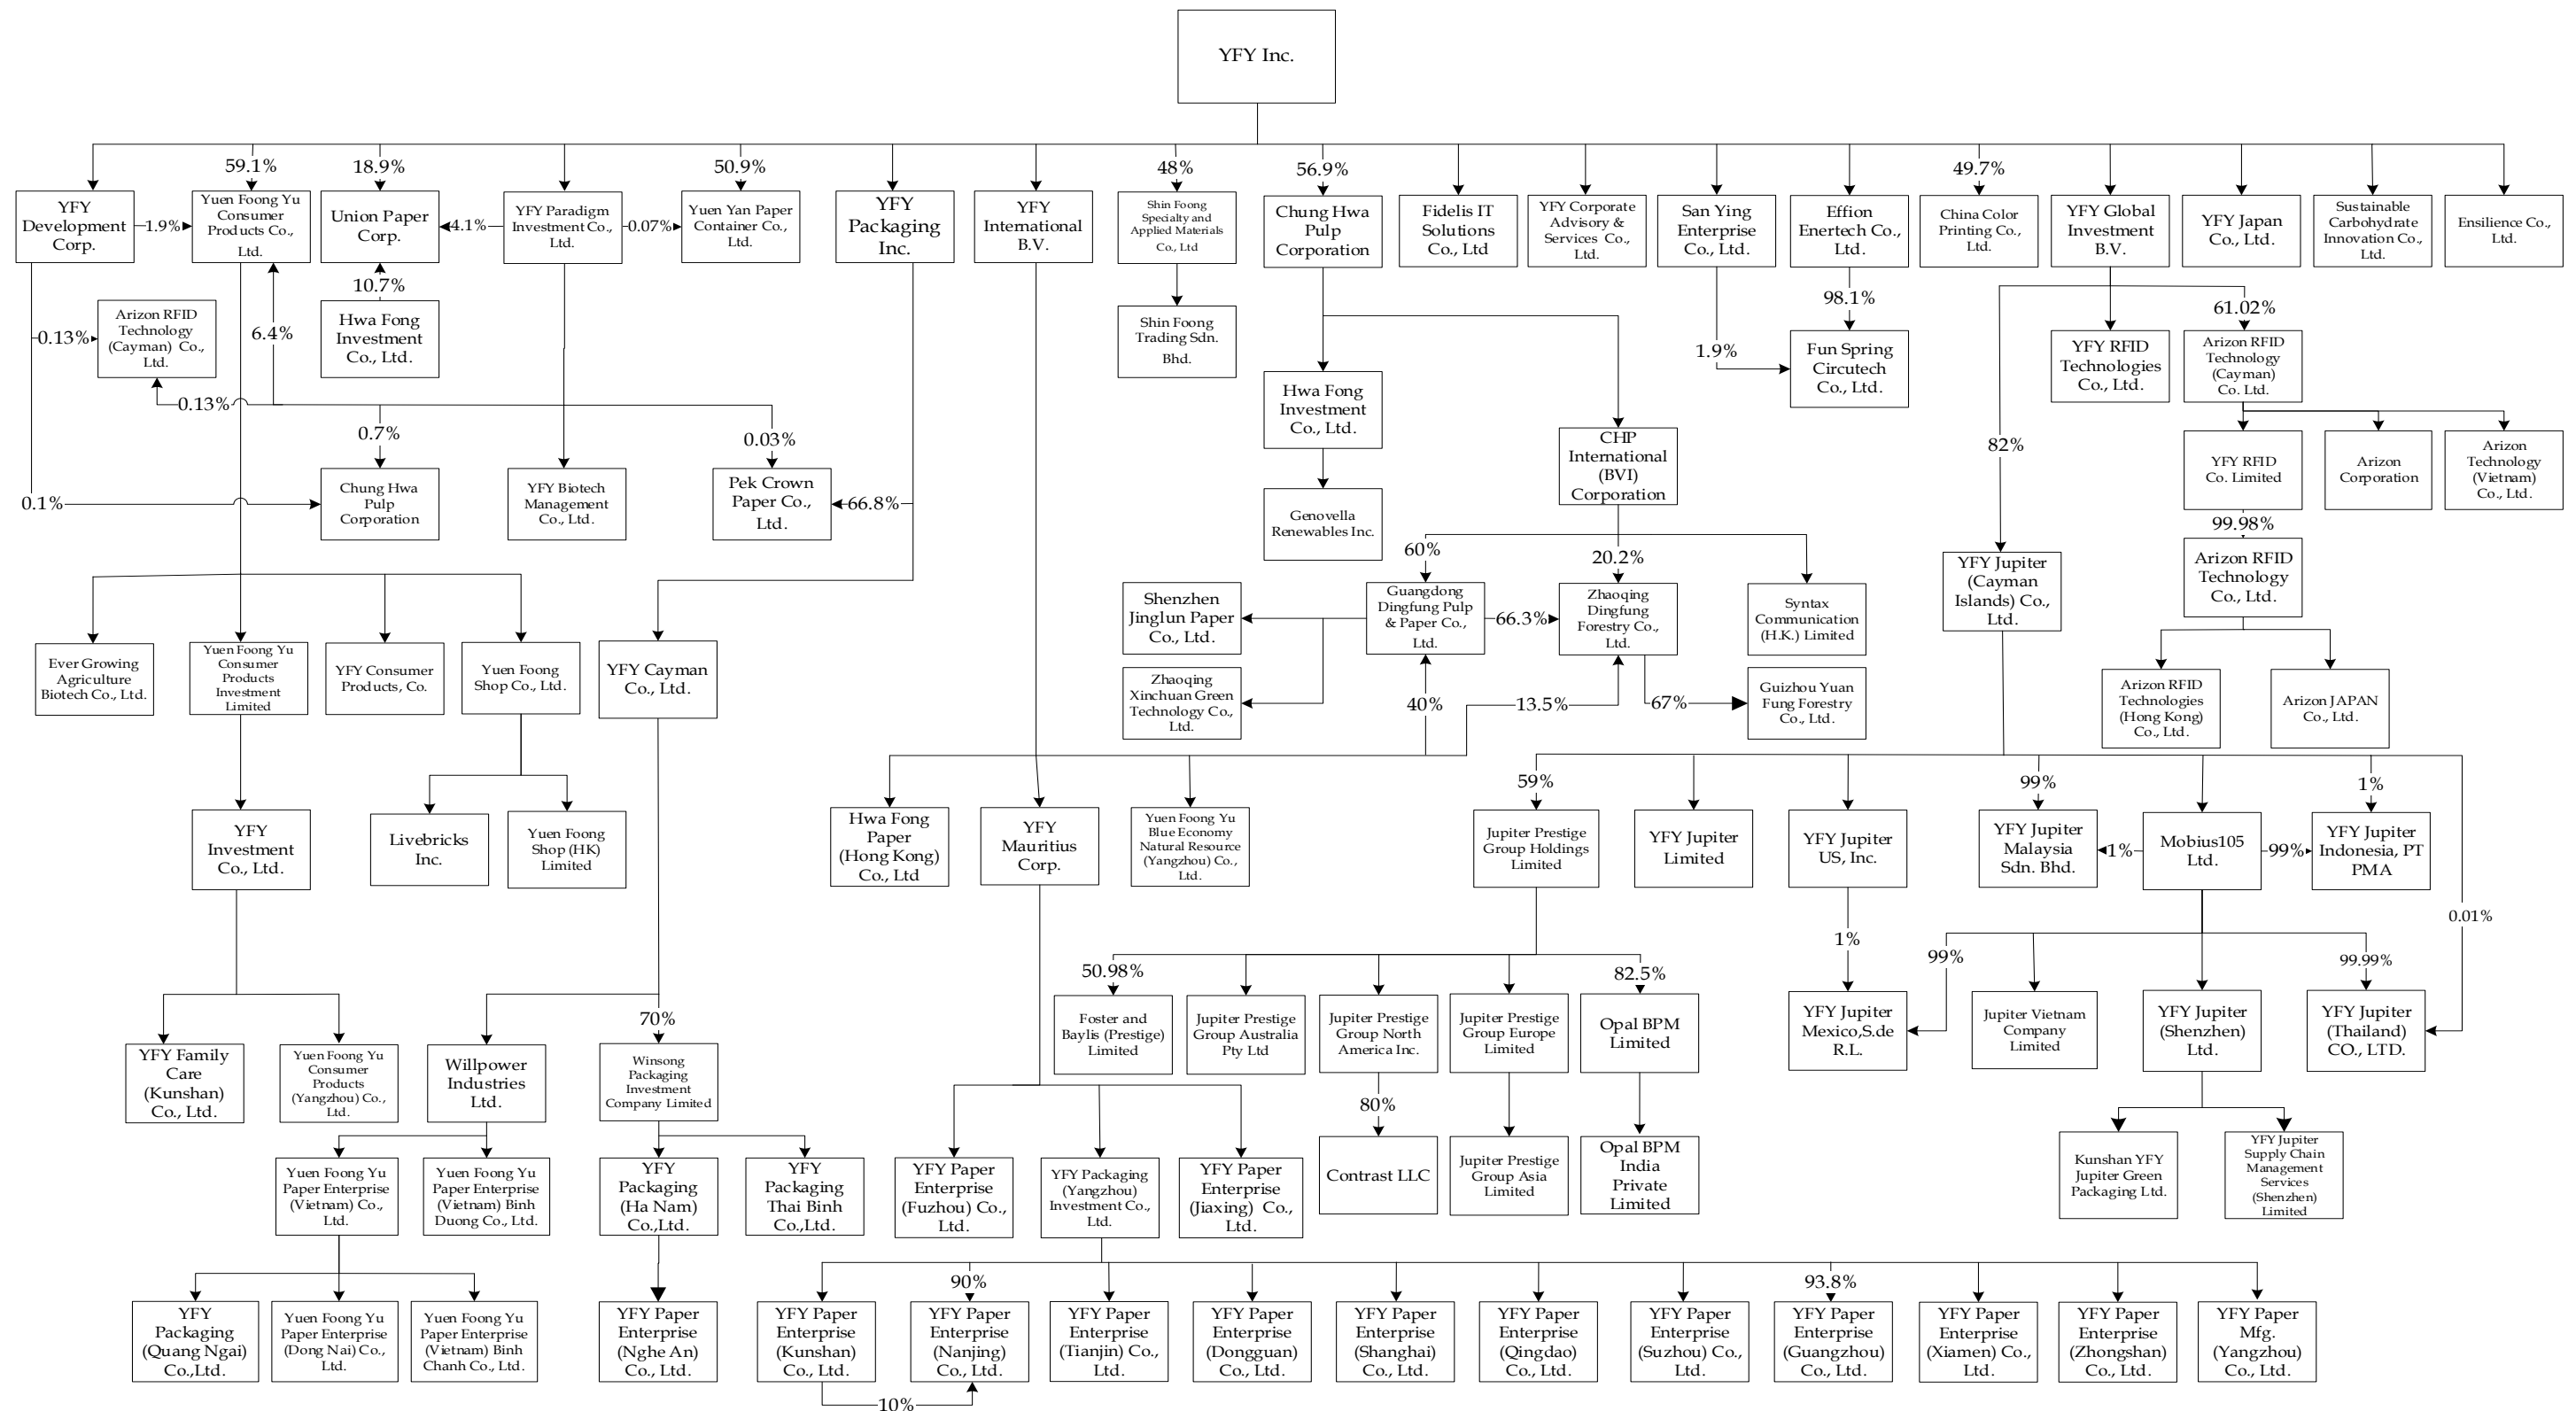 YFY Inc.
59.1%
18.9%
50.9%
48%
56.9%
49.7%
YFY
Development
Corp.
1.9%
Yuen Foong Yu
Consumer
Products Co.,
Ltd.
Union Paper
Corp.
4.1%
YFY Paradigm
Investment Co.,
Ltd.
0.07%
Yuen Yan Paper
Container Co.,
Ltd.
YFY
Packaging
Inc.
YFY
International
B.V.
Shin Foong
Specialty and
Applied Materials
Co., Ltd
Chung Hwa
Pulp
Corporation
Fidelis IT
Solutions
Co., Ltd
YFY Corporate
Advisory &
Services Co.,
Ltd.
San Ying
Enterprise
Co., Ltd.
Effion
Enertech Co.,
Ltd.
China Color
Printing Co.,
Ltd.
YFY Global
Investment
B.V.
YFY Japan
Co., Ltd.
Sustainable
Carbohydrate
Innovation Co.,
Ltd.
Ensilience Co.,
Ltd.
10.7%
98.1%
61.02%
0.13%
Arizon RFID
Technology
(Cayman) Co.,
Ltd.
6.4%
Hwa Fong
Investment
Co., Ltd.
Shin Foong
Trading Sdn.
Bhd.
1.9%
Fun Spring
Circutech
Co., Ltd.
YFY RFID
Technologies
Co., Ltd.
Arizon RFID
Technology
(Cayman)
Co. Ltd.
0.13%
0.7%
0.03%
Hwa Fong
Investment
Co., Ltd.
82%
0.1%
Chung Hwa
Pulp
Corporation
YFY Biotech
Management
Co., Ltd.
Pek Crown
Paper Co.,
Ltd.
66.8%
CHP
International
(BVI)
Corporation
YFY RFID
Co. Limited
Arizon
Corporation
Arizon
Technology
(Vietnam)
Co., Ltd.
Genovella
Renewables Inc.
99.98%
60%
20.2%
YFY Jupiter
(Cayman
Islands) Co.,
Ltd.
Arizon RFID
Technology
Co., Ltd.
Shenzhen
Jinglun Paper
Co., Ltd.
Guangdong
Dingfung Pulp
& Paper Co.,
Ltd.
66.3%
Zhaoqing
Dingfung
Forestry Co.,
Ltd.
Syntax
Communication
(H.K.) Limited
Ever Growing
Agriculture
Biotech Co., Ltd.
Yuen Foong Yu
Consumer
Products
Investment
Limited
YFY Consumer
Products, Co.
Yuen Foong
Shop Co., Ltd.
YFY Cayman
Co., Ltd.
Zhaoqing
Xinchuan Green
Technology Co.,
Ltd.
40%
13.5%
67%
Guizhou Yuan
Fung Forestry
Co., Ltd.
Arizon RFID
Technologies
(Hong Kong)
Co., Ltd.
Arizon JAPAN
Co., Ltd.
59%
99%
1%
YFY
Investment
Co., Ltd.
Livebricks
Inc.
Yuen Foong
Shop (HK)
Limited
Hwa Fong
Paper
(Hong Kong)
Co., Ltd
YFY
Mauritius
Corp.
Yuen Foong Yu
Blue Economy
Natural Resource
(Yangzhou) Co.,
Ltd.
Jupiter Prestige
Group Holdings
Limited
YFY Jupiter
Limited
YFY Jupiter
US, Inc.
YFY Jupiter
Malaysia
Sdn. Bhd.
1%
Mobius105
Ltd.
99%
YFY Jupiter
Indonesia, PT
PMA
0.01%
1%
99%
99.99%
50.98%
82.5%
70%
Foster and
Baylis (Prestige)
Limited
Jupiter Prestige
Group Australia
Pty Ltd
Jupiter Prestige
Group North
America Inc.
Jupiter Prestige
Group Europe
Limited
Opal BPM
Limited
YFY Jupiter
Mexico,S.de
R.L.
Jupiter Vietnam
Company
Limited
YFY Jupiter
(Shenzhen)
Ltd.
YFY Jupiter
(Thailand)
CO., LTD.
YFY Family
Care
(Kunshan)
Co., Ltd.
Yuen Foong Yu
Consumer
Products
(Yangzhou) Co.,
Ltd.
Willpower
Industries
Ltd.
Winsong
Packaging
Investment
Company Limited
80%
Yuen Foong Yu
Paper Enterprise
(Vietnam) Co.,
Ltd.
Yuen Foong Yu
Paper Enterprise
(Vietnam) Binh
Duong Co., Ltd.
YFY
Packaging
(Ha Nam)
Co.,Ltd.
YFY
Packaging
Thai Binh
Co.,Ltd.
YFY Paper
Enterprise
(Fuzhou) Co.,
Ltd.
YFY Packaging
(Yangzhou)
Investment Co.,
Ltd.
YFY Paper
Enterprise
(Jiaxing) Co.,
Ltd.
Contrast LLC
Jupiter Prestige
Group Asia
Limited
Opal BPM
India
Private
Limited
Kunshan YFY
Jupiter Green
Packaging Ltd.
YFY Jupiter
Supply Chain
Management
Services
(Shenzhen)
Limited
90%
93.8%
YFY
Packaging
(Quang Ngai)
Co.,Ltd.
Yuen Foong Yu
Paper Enterprise
(Dong Nai) Co.,
Ltd.
Yuen Foong Yu
Paper Enterprise
(Vietnam) Binh
Chanh Co., Ltd.
YFY Paper
Enterprise
(Nghe An)
Co., Ltd.
YFY Paper
Enterprise
(Kunshan)
Co., Ltd.
YFY Paper
Enterprise
(Nanjing)
Co., Ltd.
YFY Paper
Enterprise
(Tianjin) Co.,
Ltd.
YFY Paper
Enterprise
(Dongguan)
Co., Ltd.
YFY Paper
Enterprise
(Shanghai)
Co., Ltd.
YFY Paper
Enterprise
(Qingdao)
Co., Ltd.
YFY Paper
Enterprise
(Suzhou) Co.,
Ltd.
YFY Paper
Enterprise
(Guangzhou)
Co., Ltd.
YFY Paper
Enterprise
(Xiamen) Co.,
Ltd.
YFY Paper
Enterprise
(Zhongshan)
Co., Ltd.
YFY Paper
Mfg.
(Yangzhou)
Co., Ltd.
10%